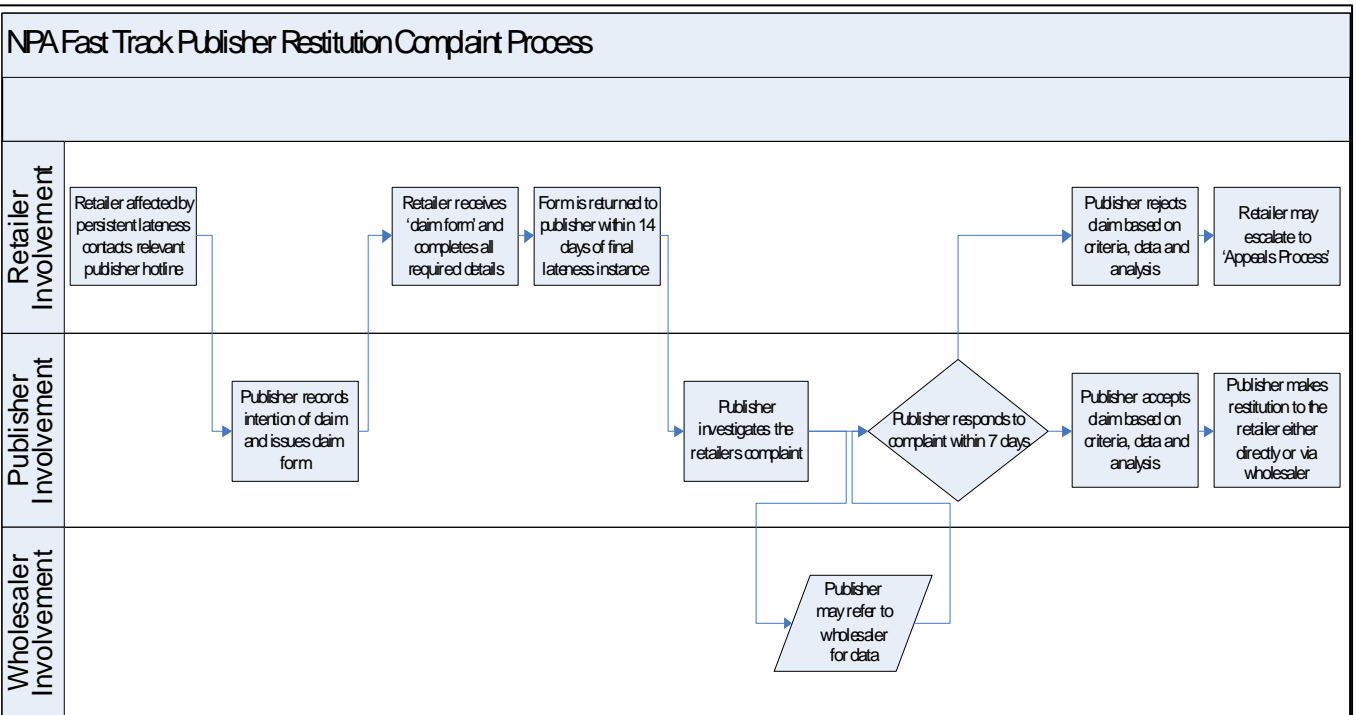 NPA Fast Track Publisher Restitution Complaint Process
Retailer
Involvement
Retailer affected by
persistent lateness
contacts relevant
publisher hotline
Retailer receives
‘claim form’ and
completes all
required details
Form is returned to
publisher within 14
days of final
lateness instance
Publisher rejects
claim based on
criteria, data and
analysis
Retailer may
escalate to
‘Appeals Process’
Publisher
Involvement
Publisher records
intention of claim
and issues claim
form
Publisher
investigates the
retailers complaint
Publisher responds to
complaint within 7 days
Publisher accepts
claim based on
criteria, data and
analysis
Publisher makes
restitution to the
retailer either
directly or via
wholesaler
Wholesaler
Involvement
Publisher
may refer to
wholesaler
for data